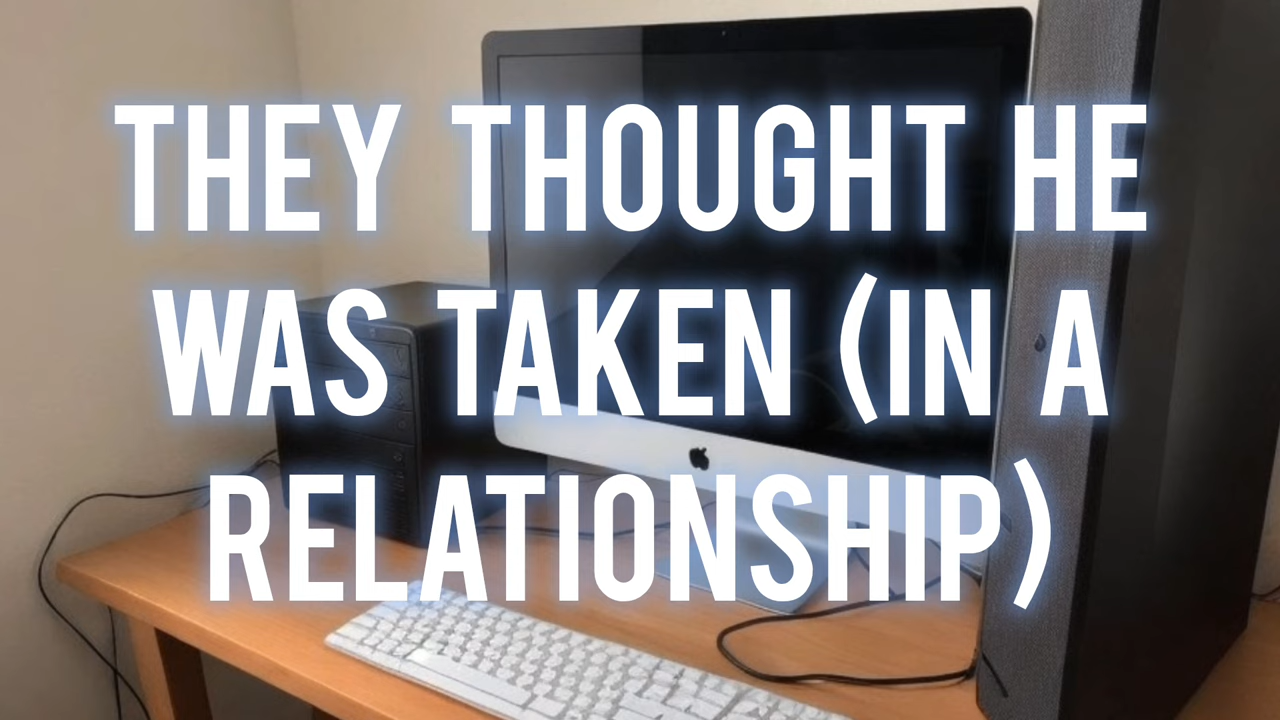 THEY THOUGHT HE
WAS TAKEN (IN A
RELATIONSHIP)